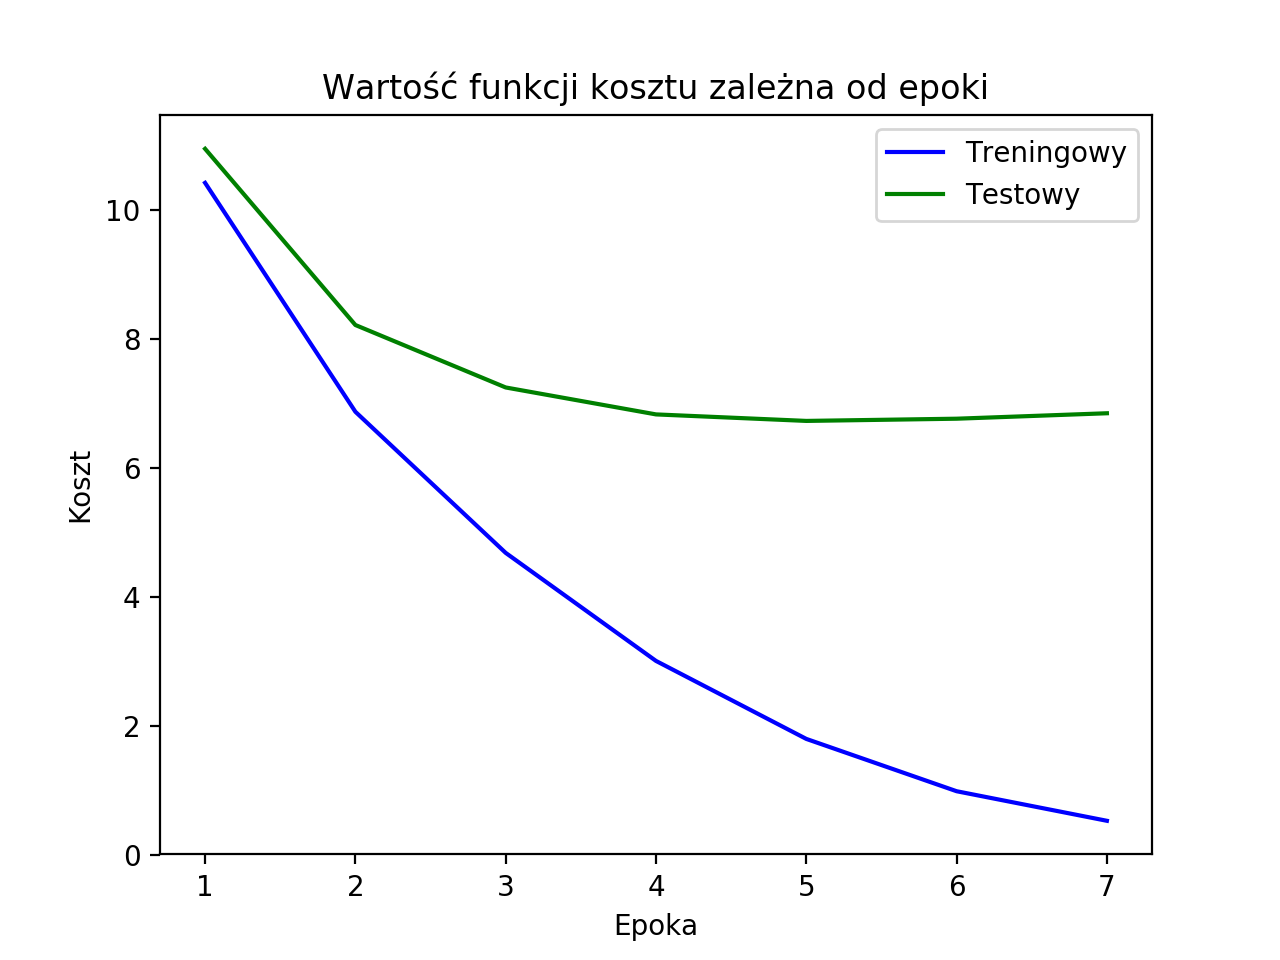 Wartość funkcji kosztu zależna od epoki
Treningowy
Testowy
10
8
6
4
2
0
Koszt
1 2 3 4 5 6 7
Epoka